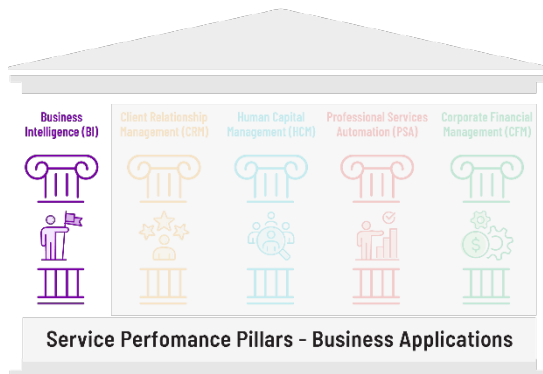 Business
Intelligence (BI)
Client Relationship
Management (CRM)
Human Capital
Management (HCM)
Professional Services
Automation (PSA)
Corporate Financial
Management (CFM)
$
Service Perfomance Pillars - Business Applications